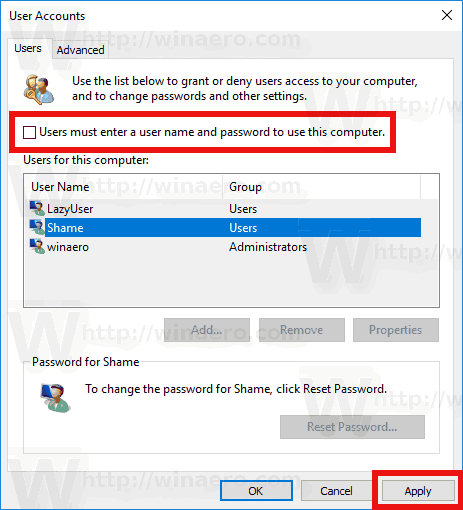 User Accounts
Users
Advanced
Use the list below to grant or deny users access to your computer,
and to change passwords and other settings.
Users must enter a user name and password to use this computer.
Users for this computer:
User Name Group
LazyUser Users
Shame Users
winaero Administrators
Add... Remove Properties
Password for Shame
To change the password for Shame, click Reset Password.
Reset Password...
OK Cancel Apply
W http://winaero.com